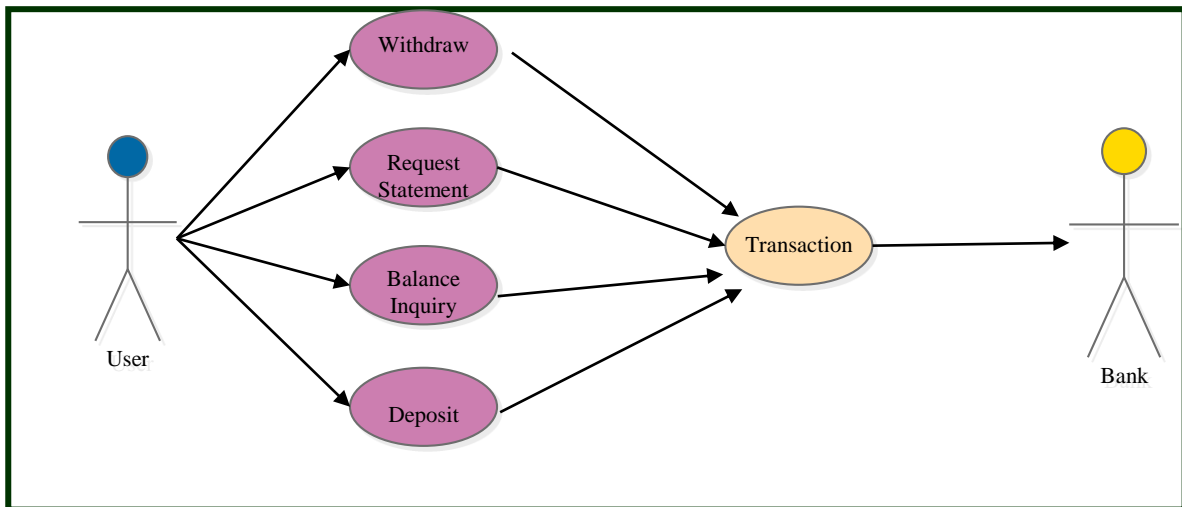 Withdraw
Request
Statement
Transaction
Balance
Inquiry
User
Bank
Deposit